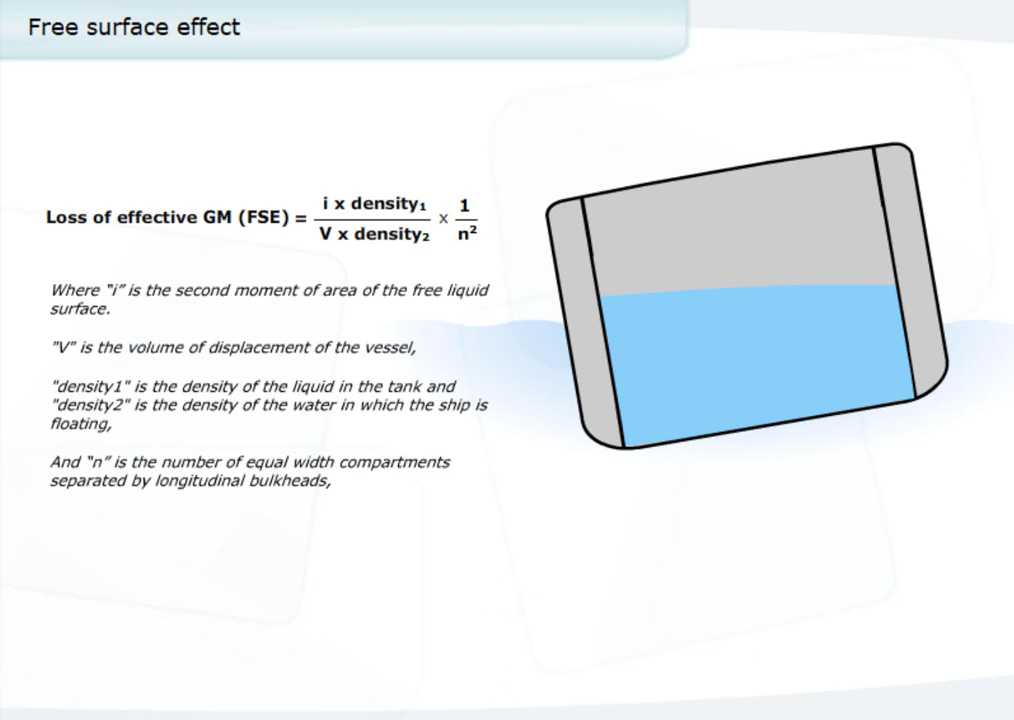 Free surface effect
Loss of effective GM (FSE) = i x density₁ / V x density₂ x 1 / n²
Where "i" is the second moment of area of the free liquid
surface.
"V" is the volume of displacement of the vessel,
"density1" is the density of the liquid in the tank and
"density2" is the density of the water in which the ship is
floating,
And "n" is the number of equal width compartments
separated by longitudinal bulkheads,